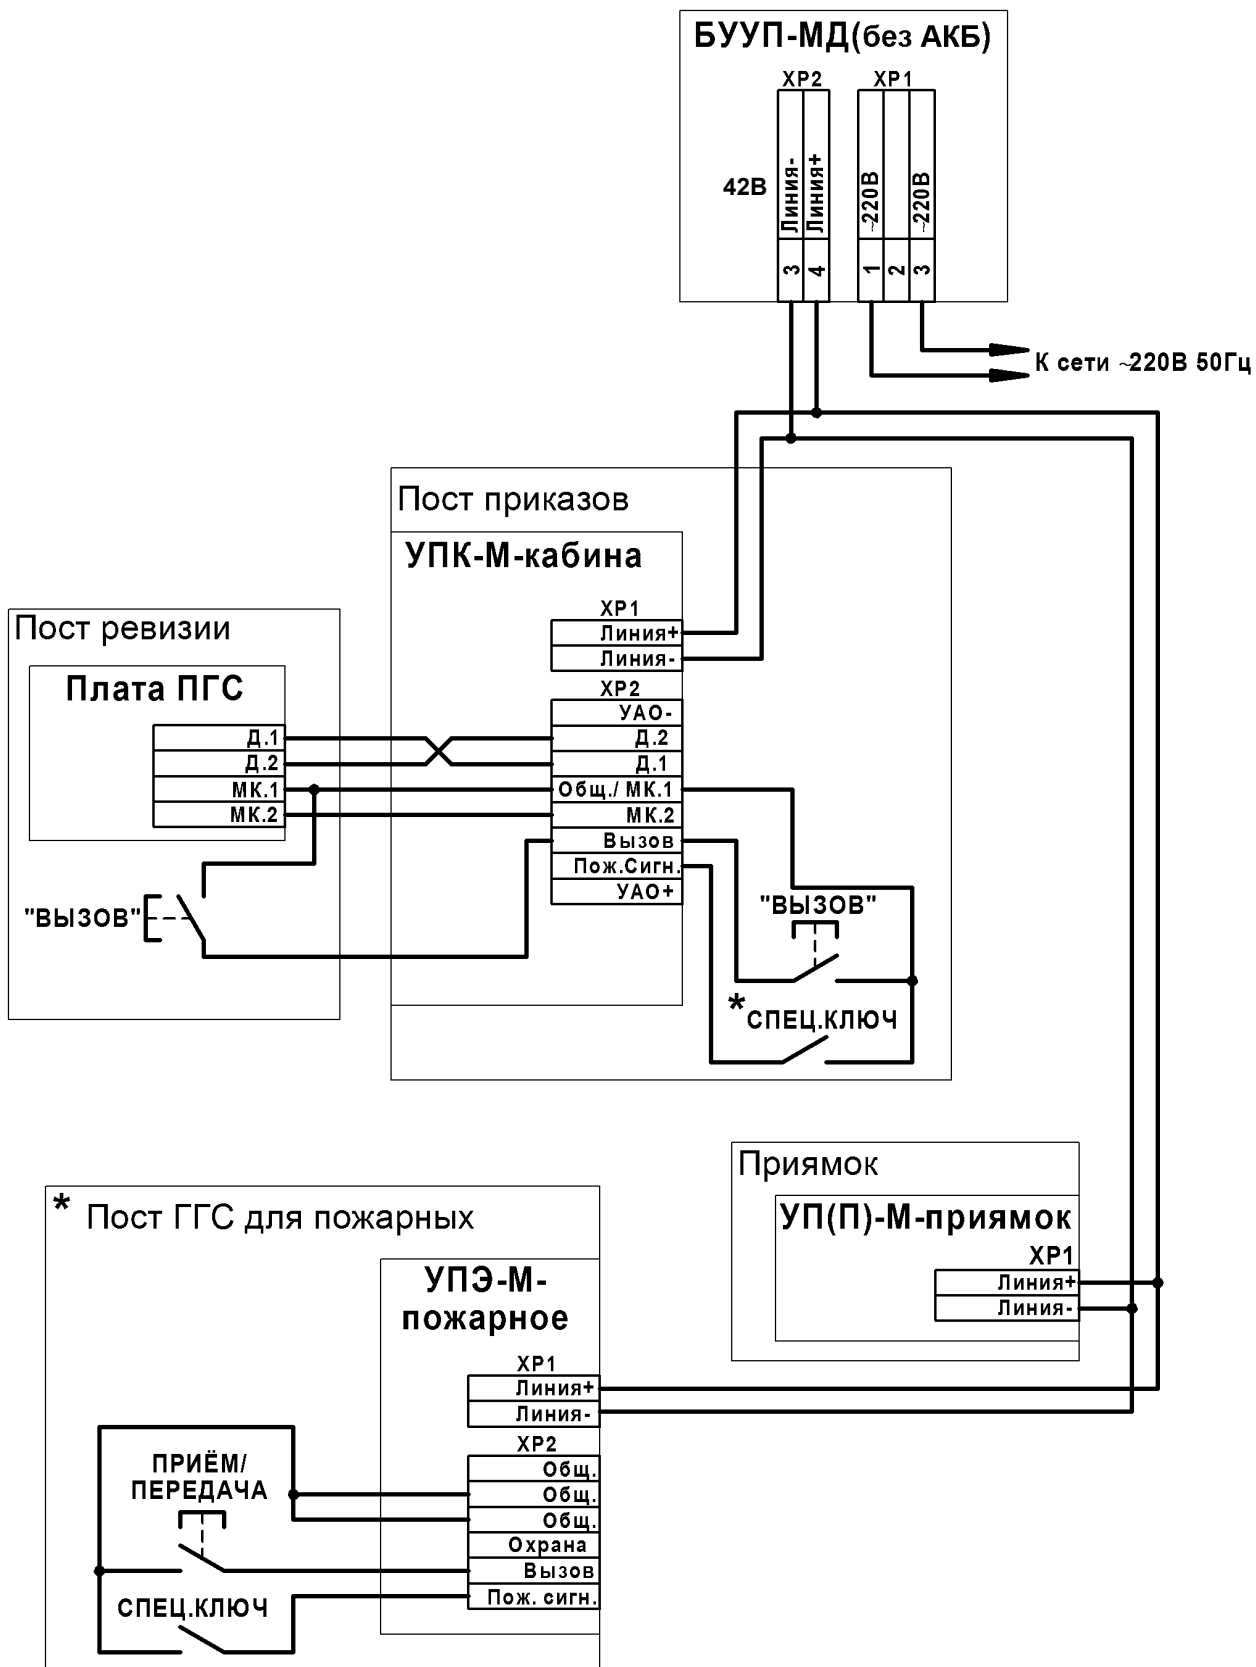 БУУП-МД(без АКБ)
XP2
XP1
42В
Линия-
Линия+
~220В
~220В
3
4
1
2
3
К сети ~220В 50Гц
Пост приказов
УПК-М-кабина
XP1
Линия+
Линия-
XP2
УАО-
Д.2
Д.1
Общ./ МК.1
МК.2
Вызов
Пож.Сигн.
УАО+
Пост ревизии
Плата ПГС
Д.1
Д.2
МК.1
МК.2
"ВЫЗОВ"
"ВЫЗОВ"
* СПЕЦ.КЛЮЧ
Приямок
УП(П)-М-приямок
XP1
Линия+
Линия-
* Пост ГГС для пожарных
УПЭ-М-
пожарное
XP1
Линия+
Линия-
XP2
Общ.
Общ.
Общ.
Охрана
Вызов
Пож. сигн.
ПРИЁМ/
ПЕРЕДАЧА
СПЕЦ.КЛЮЧ